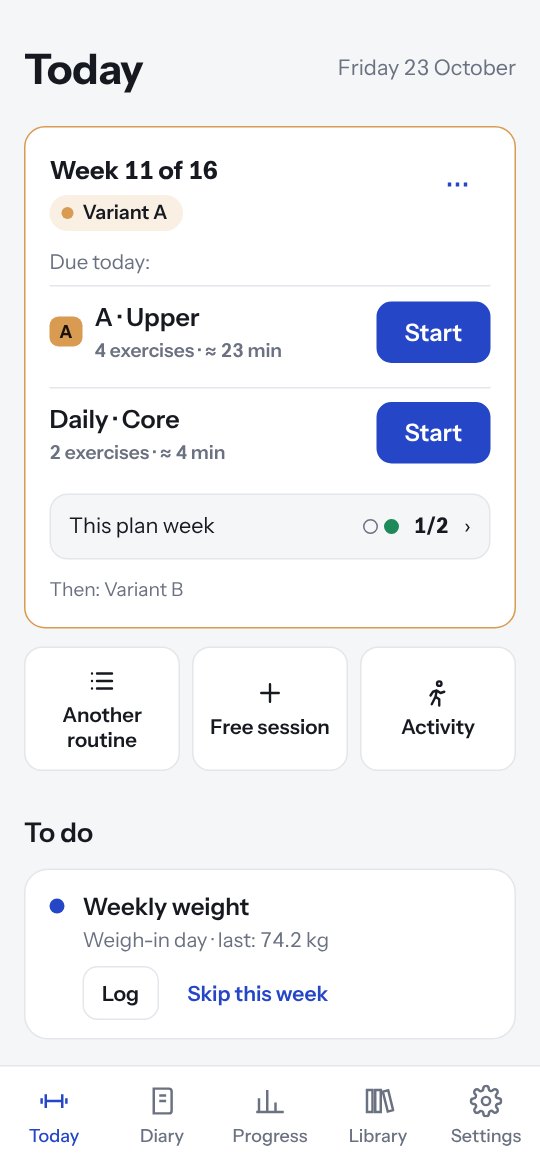 Today
Friday 23 October
Week 11 of 16
...
Variant A
Due today:
A
A · Upper
4 exercises · ≈ 23 min
Start
Daily · Core
2 exercises · ≈ 4 min
Start
This plan week
1/2 ›
Then: Variant B
Another
routine
Free session
Activity
To do
Weekly weight
Weigh-in day · last: 74.2 kg
Log
Skip this week
Today
Diary
Progress
Library
Settings